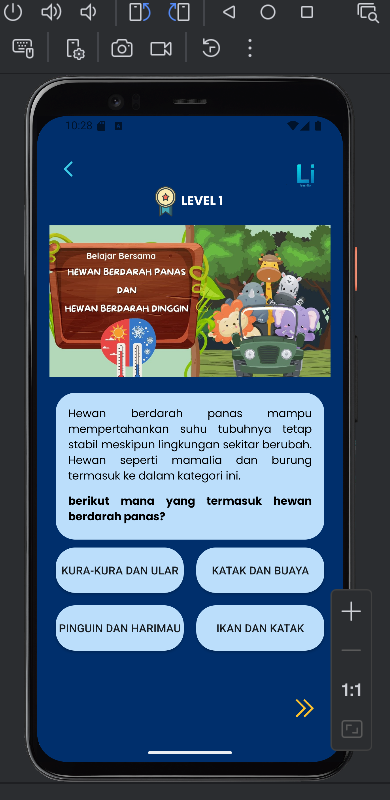 10:28
Li
LEVEL 1
Belajar Bersama
HEWAN BERDARAH PANAS
DAN
HEWAN BERDARAH DINGGIN
Hewan berdarah panas mampu
mempertahankan suhu tubuhnya tetap
stabil meskipun lingkungan sekitar berubah.
Hewan seperti mamalia dan burung
termasuk ke dalam kategori ini.
berikut mana yang termasuk hewan
berdarah panas?
KURA-KURA DAN ULAR
KATAK DAN BUAYA
PINGUIN DAN HARIMAU
IKAN DAN KATAK
1:1